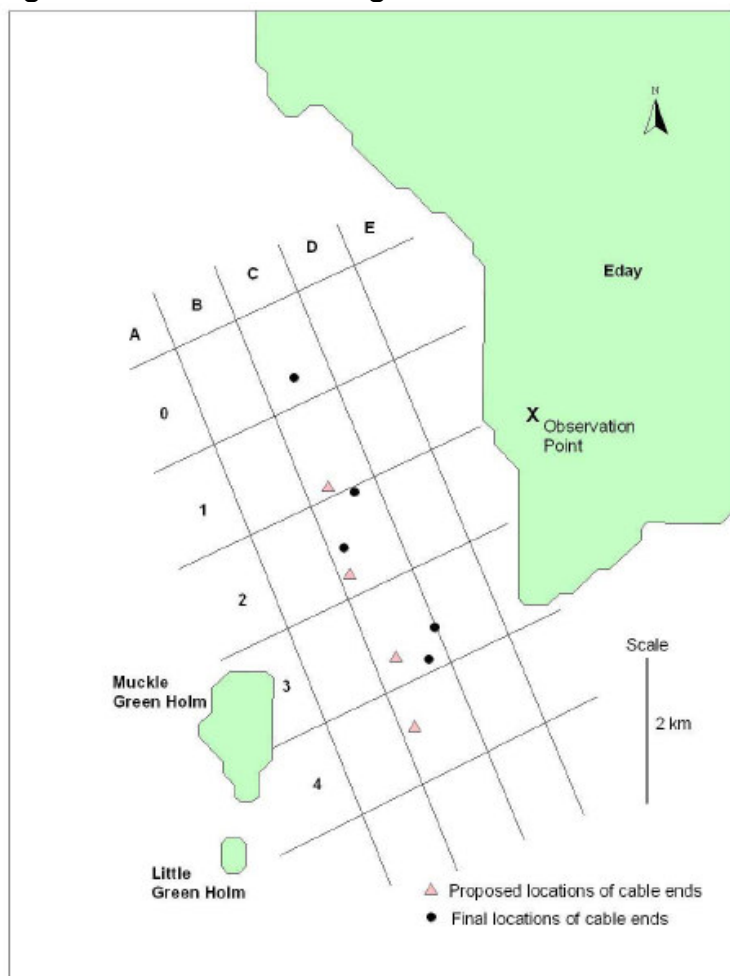 N
E
D
C
B
A
Eday
0
X
Observation
Point
1
2
Scale
Muckle
Green Holm
3
2 km
4
Little
Green Holm
Proposed locations of cable ends
Final locations of cable ends